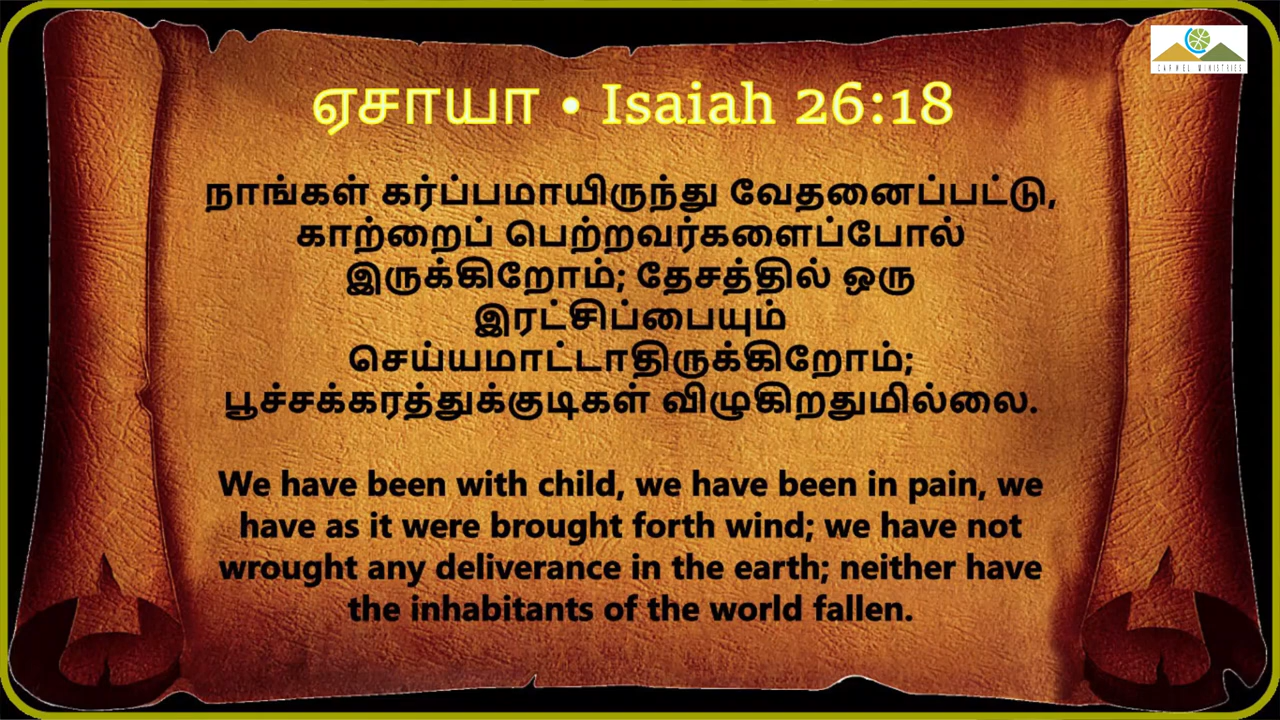 CARMEL MINISTRIES
ஏசாயா • Isaiah 26:18
நாங்கள் கர்ப்பமாயிருந்து வேதனைப்பட்டு,
காற்றைப் பெற்றவர்களைப்போல்
இருக்கிறோம்; தேசத்தில் ஒரு
இரட்சிப்பையும்
செய்யமாட்டாதிருக்கிறோம்;
பூச்சக்கரத்துக்குடிகள் விழுகிறதுமில்லை.
We have been with child, we have been in pain, we
have as it were brought forth wind; we have not
wrought any deliverance in the earth; neither have
the inhabitants of the world fallen.